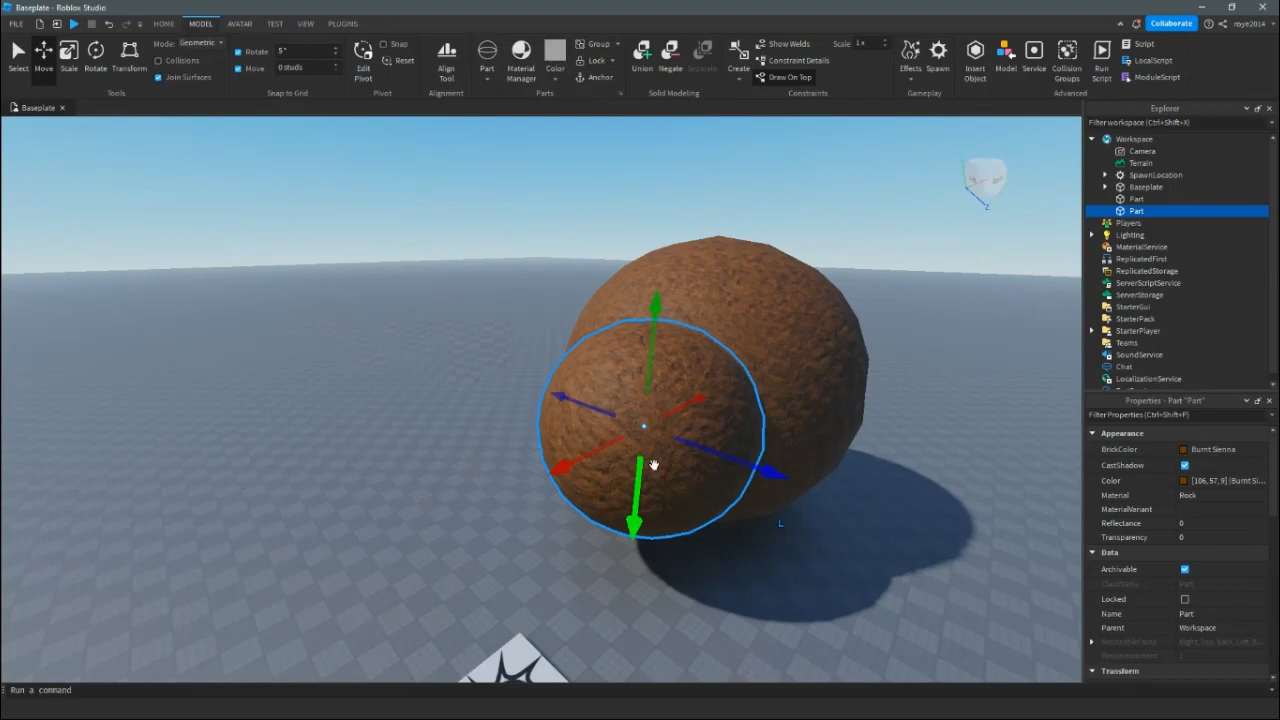 Baseplate
FILE HOME MODEL AVATAR TEST VIEW PLUGINS Collaborate roye2014
Select Move Scale Rotate Transform
Mode: Geometric
Collisions
Join Surfaces
Tools
Rotate 5°
Move 0 studs
Snap to Grid
Edit Pivot
Snap
Reset
Pivot
Align Tool
Alignment
Part Material Manager Color
Group
Lock
Anchor
Parts
Union Negate Separate
Solid Modeling
Create
Show Welds
Constraint Details
Draw On Top
Scale 1x
Constraints
Effects Spawn
Gameplay
Insert Object Model Service Collision Groups Run Script
Script
LocalScript
ModuleScript
Advanced
Baseplate
Explorer
Filter workspace (Ctrl+Shift+X)
Workspace
Camera
Terrain
SpawnLocation
Baseplate
Part
Part
Players
Lighting
MaterialService
ReplicatedFirst
ReplicatedStorage
ServerScriptService
ServerStorage
StarterGui
StarterPack
StarterPlayer
Teams
SoundService
Chat
LocalizationService
Properties - Part "Part"
Filter Properties (Ctrl+Shift+P)
Appearance
BrickColor Burnt Sienna
CastShadow
Color [106, 57, 9] (Burnt Si...
Material Rock
MaterialVariant
Reflectance 0
Transparency 0
Data
Archivable
ClassName Part
Locked
Name Part
Parent Workspace
Transform
Z
L
Run a command